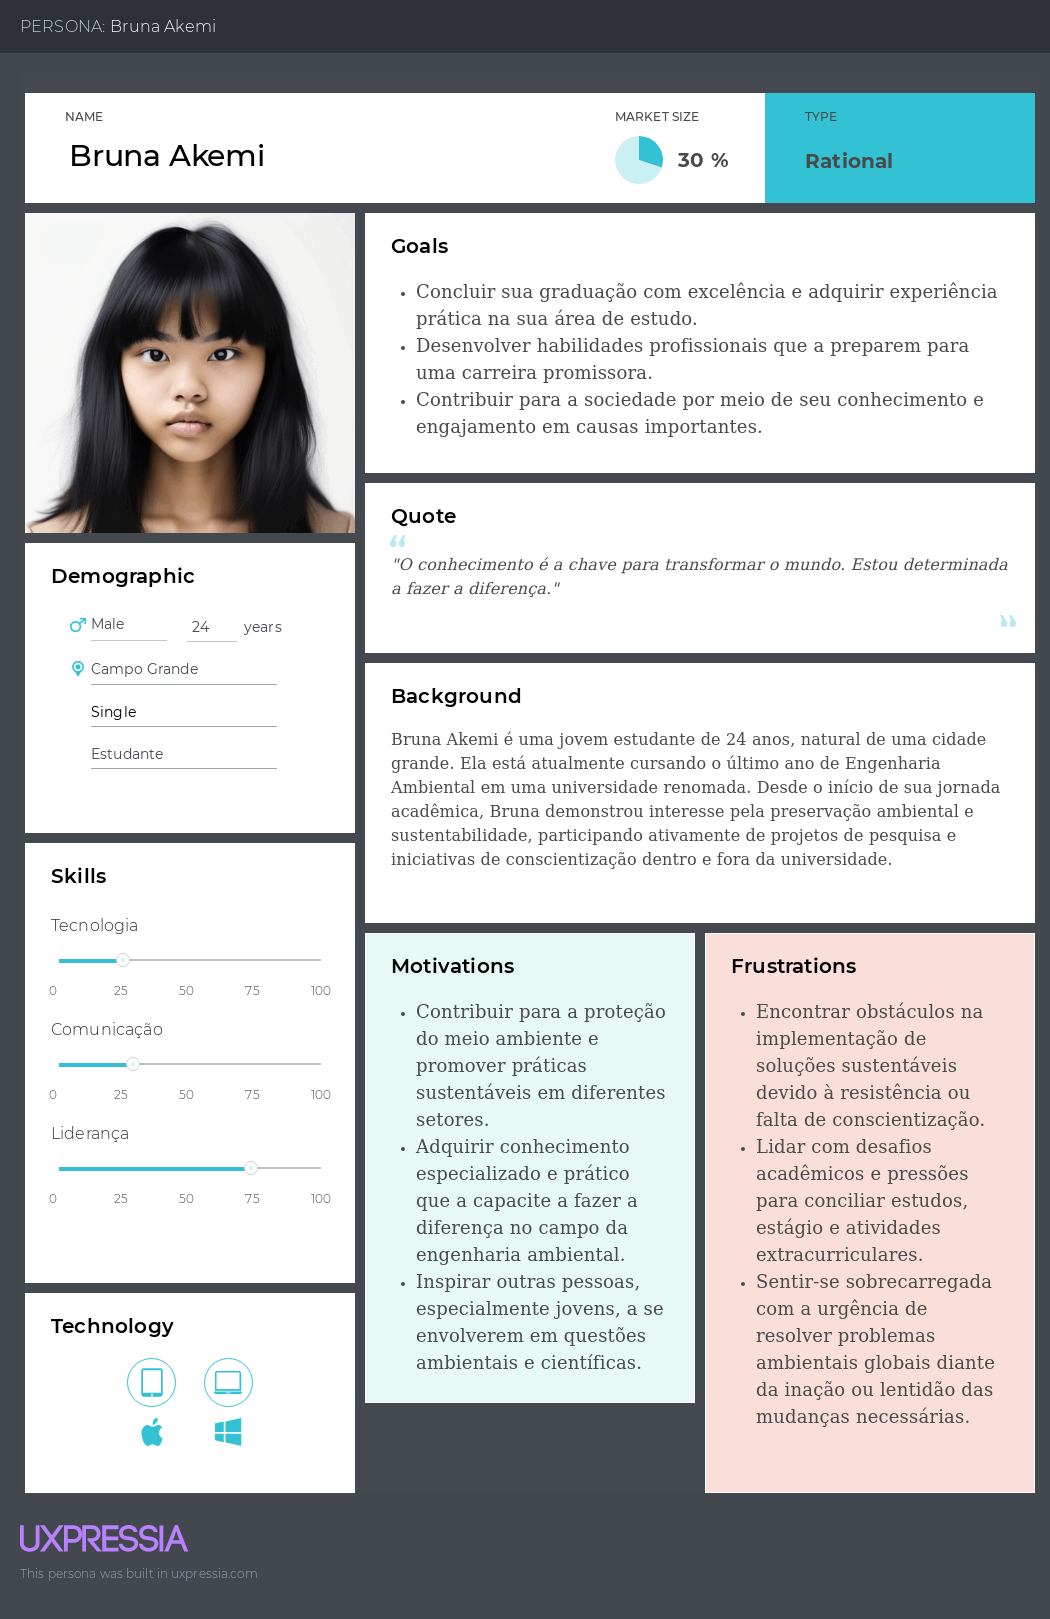 PERSONA: Bruna Akemi
NAME
Bruna Akemi
MARKET SIZE
30 %
TYPE
Rational
Goals
• Concluir sua graduação com excelência e adquirir experiência
prática na sua área de estudo.
• Desenvolver habilidades profissionais que a preparem para
uma carreira promissora.
• Contribuir para a sociedade por meio de seu conhecimento e
engajamento em causas importantes.
Quote
“
"O conhecimento é a chave para transformar o mundo. Estou determinada
a fazer a diferença."
”
Demographic
Male 24 years
Campo Grande
Single
Estudante
Background
Bruna Akemi é uma jovem estudante de 24 anos, natural de uma cidade
grande. Ela está atualmente cursando o último ano de Engenharia
Ambiental em uma universidade renomada. Desde o início de sua jornada
acadêmica, Bruna demonstrou interesse pela preservação ambiental e
sustentabilidade, participando ativamente de projetos de pesquisa e
iniciativas de conscientização dentro e fora da universidade.
Skills
Tecnologia
0 25 50 75 100
Comunicação
0 25 50 75 100
Liderança
0 25 50 75 100
Technology
Motivations
• Contribuir para a proteção
do meio ambiente e
promover práticas
sustentáveis em diferentes
setores.
• Adquirir conhecimento
especializado e prático
que a capacite a fazer a
diferença no campo da
engenharia ambiental.
• Inspirar outras pessoas,
especialmente jovens, a se
envolverem em questões
ambientais e científicas.
Frustrations
• Encontrar obstáculos na
implementação de
soluções sustentáveis
devido à resistência ou
falta de conscientização.
• Lidar com desafios
acadêmicos e pressões
para conciliar estudos,
estágio e atividades
extracurriculares.
• Sentir-se sobrecarregada
com a urgência de
resolver problemas
ambientais globais diante
da inação ou lentidão das
mudanças necessárias.
UXPRESSIA
This persona was built in uxpressia.com